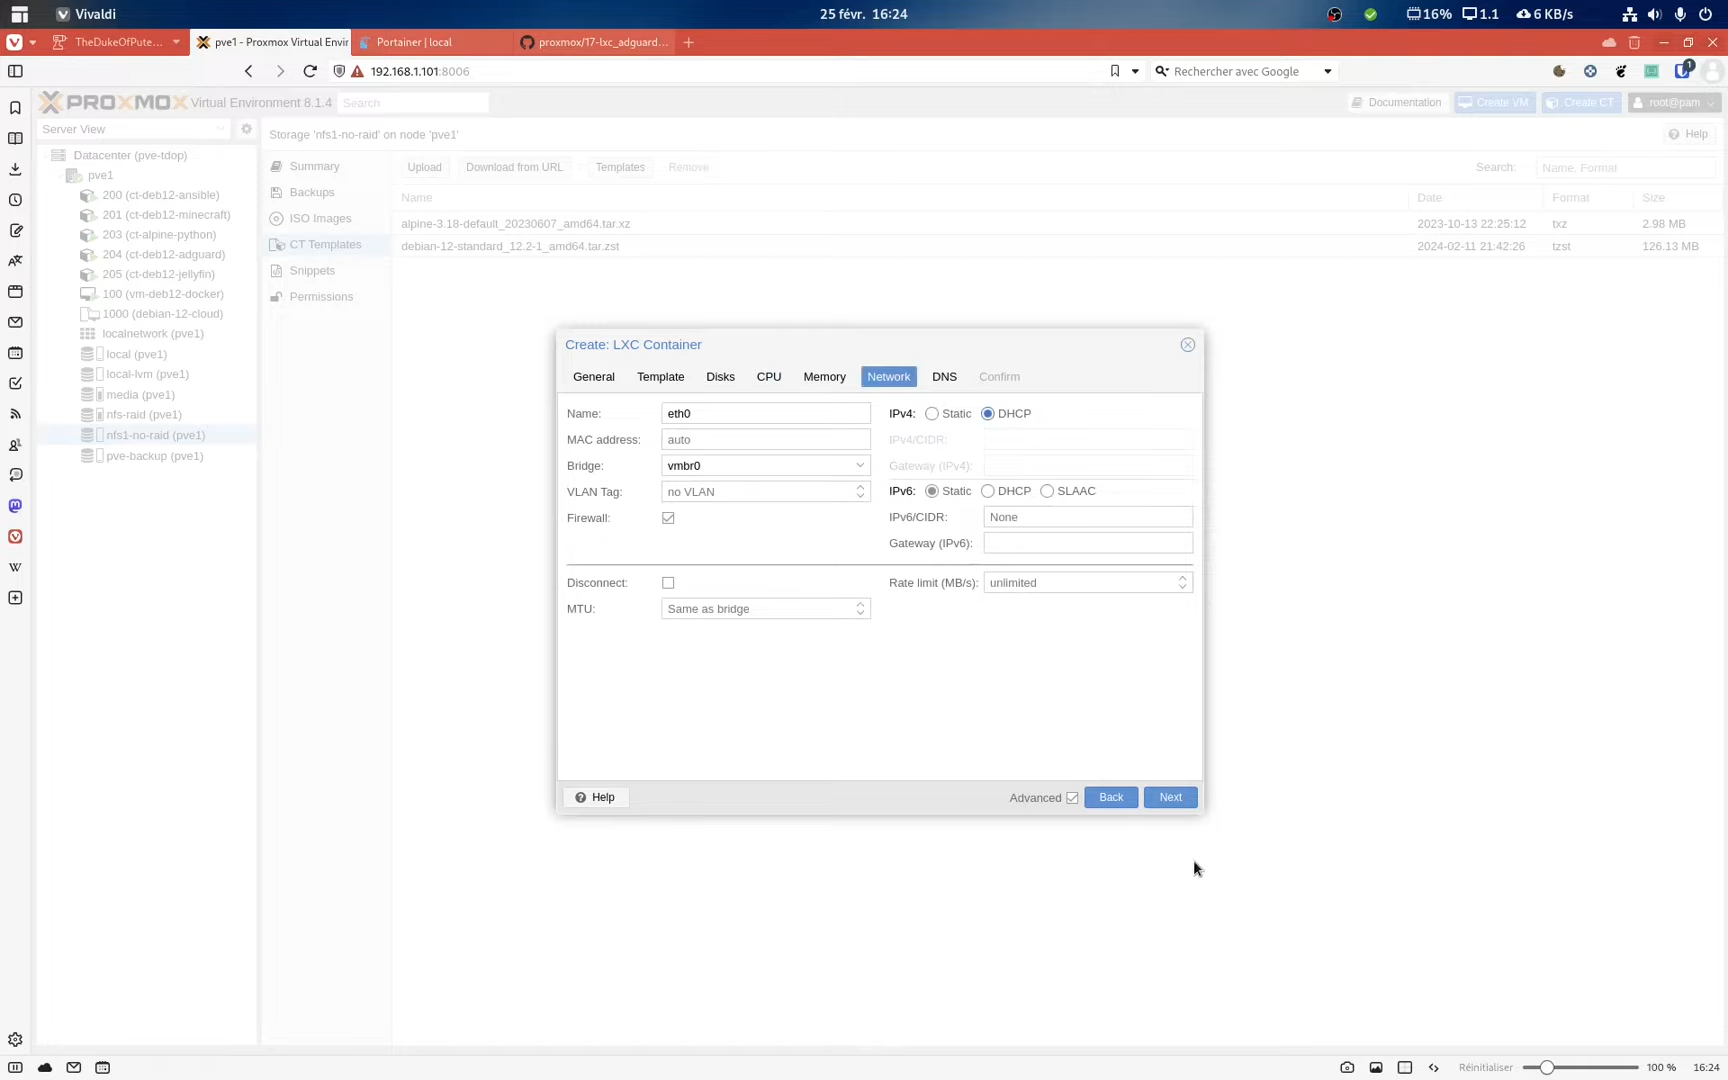 Vivaldi
25 févr. 16:24
16% 1.1 6 KB/s
TheDukeOfPute...
pve1 - Proxmox Virtual Envir
Portainer | local
proxmox/17-lxc_adguard...
192.168.1.101:8006
Rechercher avec Google
1
PROXMOX Virtual Environment 8.1.4
Search
Documentation
Create VM
Create CT
root@pam
Server View
Storage 'nfs1-no-raid' on node 'pve1'
Help
Datacenter (pve-tdop)
pve1
200 (ct-deb12-ansible)
201 (ct-deb12-minecraft)
203 (ct-alpine-python)
204 (ct-deb12-adguard)
205 (ct-deb12-jellyfin)
100 (vm-deb12-docker)
1000 (debian-12-cloud)
localnetwork (pve1)
local (pve1)
local-lvm (pve1)
media (pve1)
nfs-raid (pve1)
nfs1-no-raid (pve1)
pve-backup (pve1)
Summary
Backups
ISO Images
CT Templates
Snippets
Permissions
Upload
Download from URL
Templates
Remove
Search:
Name, Format
Name Date Format Size
alpine-3.18-default_20230607_amd64.tar.xz 2023-10-13 22:25:12 txz 2.98 MB
debian-12-standard_12.2-1_amd64.tar.zst 2024-02-11 21:42:26 tzst 126.13 MB
Create: LXC Container
General Template Disks CPU Memory Network DNS Confirm
Name: eth0
MAC address: auto
Bridge: vmbr0
VLAN Tag: no VLAN
Firewall:
IPv4: Static DHCP
IPv4/CIDR:
Gateway (IPv4):
IPv6: Static DHCP SLAAC
IPv6/CIDR: None
Gateway (IPv6):
Disconnect:
MTU: Same as bridge
Rate limit (MB/s): unlimited
Help
Advanced
Back
Next
Réinitialiser
100 %
16:24